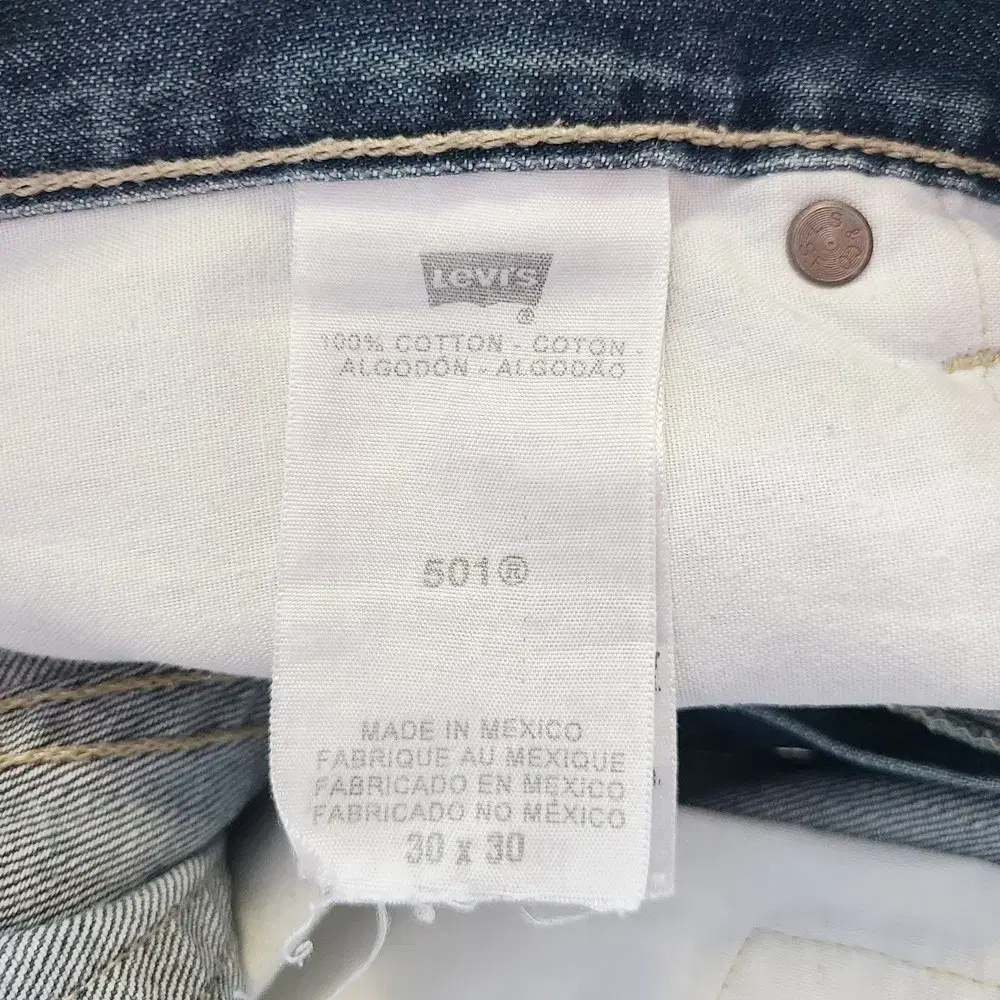 Levi's
®
100% COTTON - COTON -
ALGODÓN - ALGODÃO
501®
MADE IN MEXICO
FABRIQUE AU MEXIQUE
FABRICADO EN MEXICO
FABRICADO NO MÉXICO
30 x 30